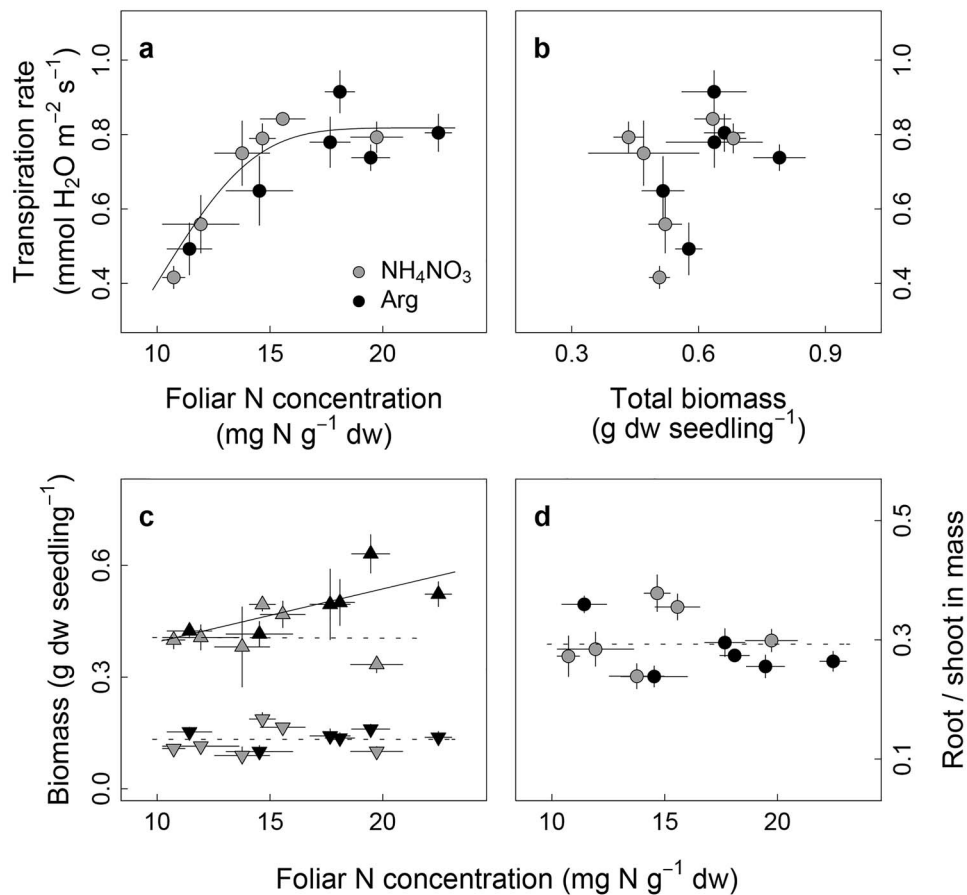 a
Transpiration rate
(mmol H₂O m⁻² s⁻¹)
NH₄NO₃
Arg
10 15 20
Foliar N concentration
(mg N g⁻¹ dw)
b
1.0
0.8
0.6
0.4
0.3 0.6 0.9
Total biomass
(g dw seedling⁻¹)
c
Biomass (g dw seedling⁻¹)
0.6
0.3
0.0
10 15 20
d
0.5
0.3
0.1
Root / shoot in mass
10 15 20
Foliar N concentration (mg N g⁻¹ dw)
1.0
0.8
0.6
0.4